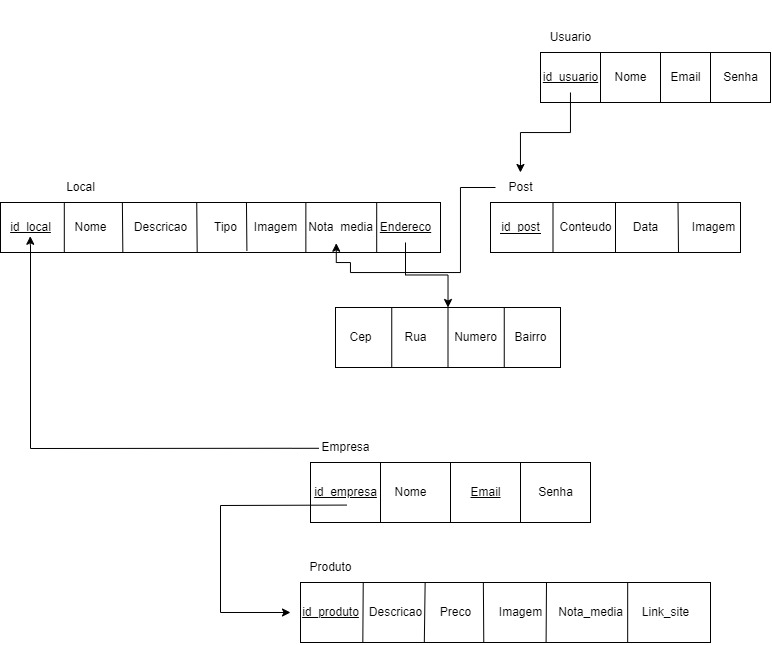 Usuario
id_usuario Nome Email Senha
Local
Post
id_local Nome Descricao Tipo Imagem Nota_media Endereco
id_post Conteudo Data Imagem
Cep Rua Numero Bairro
Empresa
id_empresa Nome Email Senha
Produto
id_produto Descricao Preco Imagem Nota_media Link_site